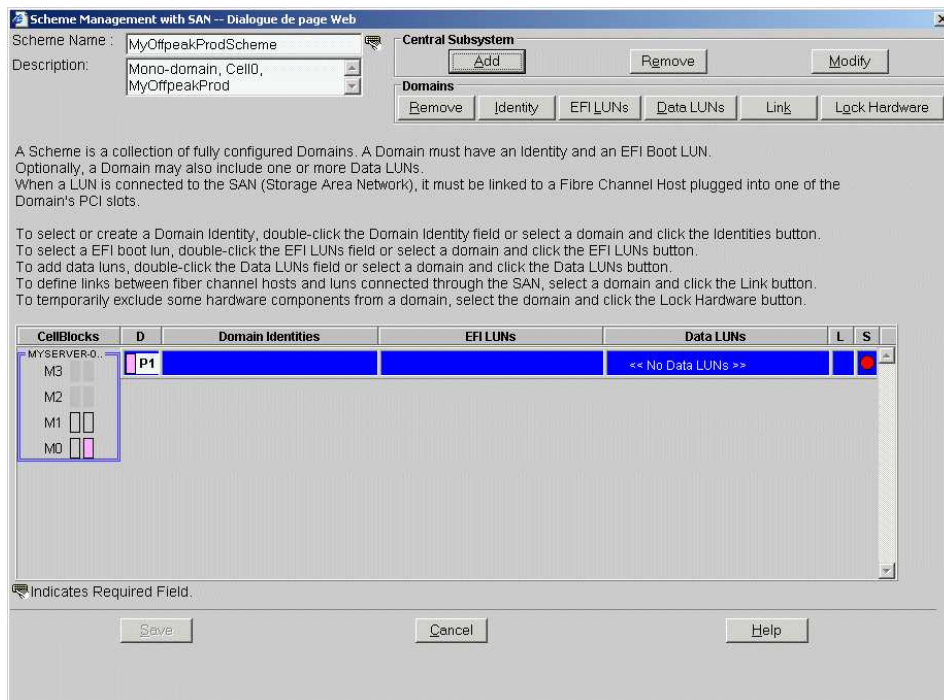 Scheme Management with SAN -- Dialogue de page Web
Scheme Name :
MyOffpeakProdScheme
Description:
Mono-domain, Cell0,
MyOffpeakProd
Central Subsystem
Add
Remove
Modify
Domains
Remove
Identity
EFI LUNs
Data LUNs
Link
Lock Hardware
A Scheme is a collection of fully configured Domains. A Domain must have an Identity and an EFI Boot LUN.
Optionally, a Domain may also include one or more Data LUNs.
When a LUN is connected to the SAN (Storage Area Network), it must be linked to a Fibre Channel Host plugged into one of the
Domain's PCI slots.
To select or create a Domain Identity, double-click the Domain Identity field or select a domain and click the Identities button.
To select a EFI boot lun, double-click the EFI LUNs field or select a domain and click the EFI LUNs button.
To add data luns, double-click the Data LUNs field or select a domain and click the Data LUNs button.
To define links between fiber channel hosts and luns connected through the SAN, select a domain and click the Link button.
To temporarily exclude some hardware components from a domain, select the domain and click the Lock Hardware button.
CellBlocks D Domain Identities EFI LUNs Data LUNs L S
MYSERVER-0..
P1
<< No Data LUNs >>
M3
M2
M1
M0
Indicates Required Field.
Save
Cancel
Help